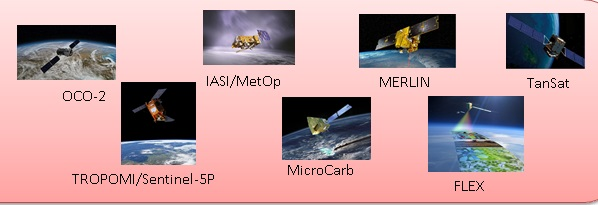 OCO-2
IASI/MetOp
MERLIN
TanSat
TROPOMI/Sentinel-5P
MicroCarb
FLEX